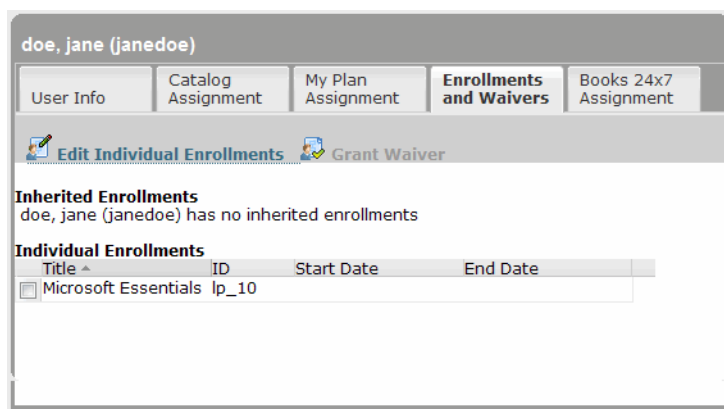 doe, jane (janedoe)
User Info
Catalog Assignment
My Plan Assignment
Enrollments and Waivers
Books 24x7 Assignment
Edit Individual Enrollments Grant Waiver
Inherited Enrollments
doe, jane (janedoe) has no inherited enrollments
Individual Enrollments
Title ID Start Date End Date
Microsoft Essentials lp_10